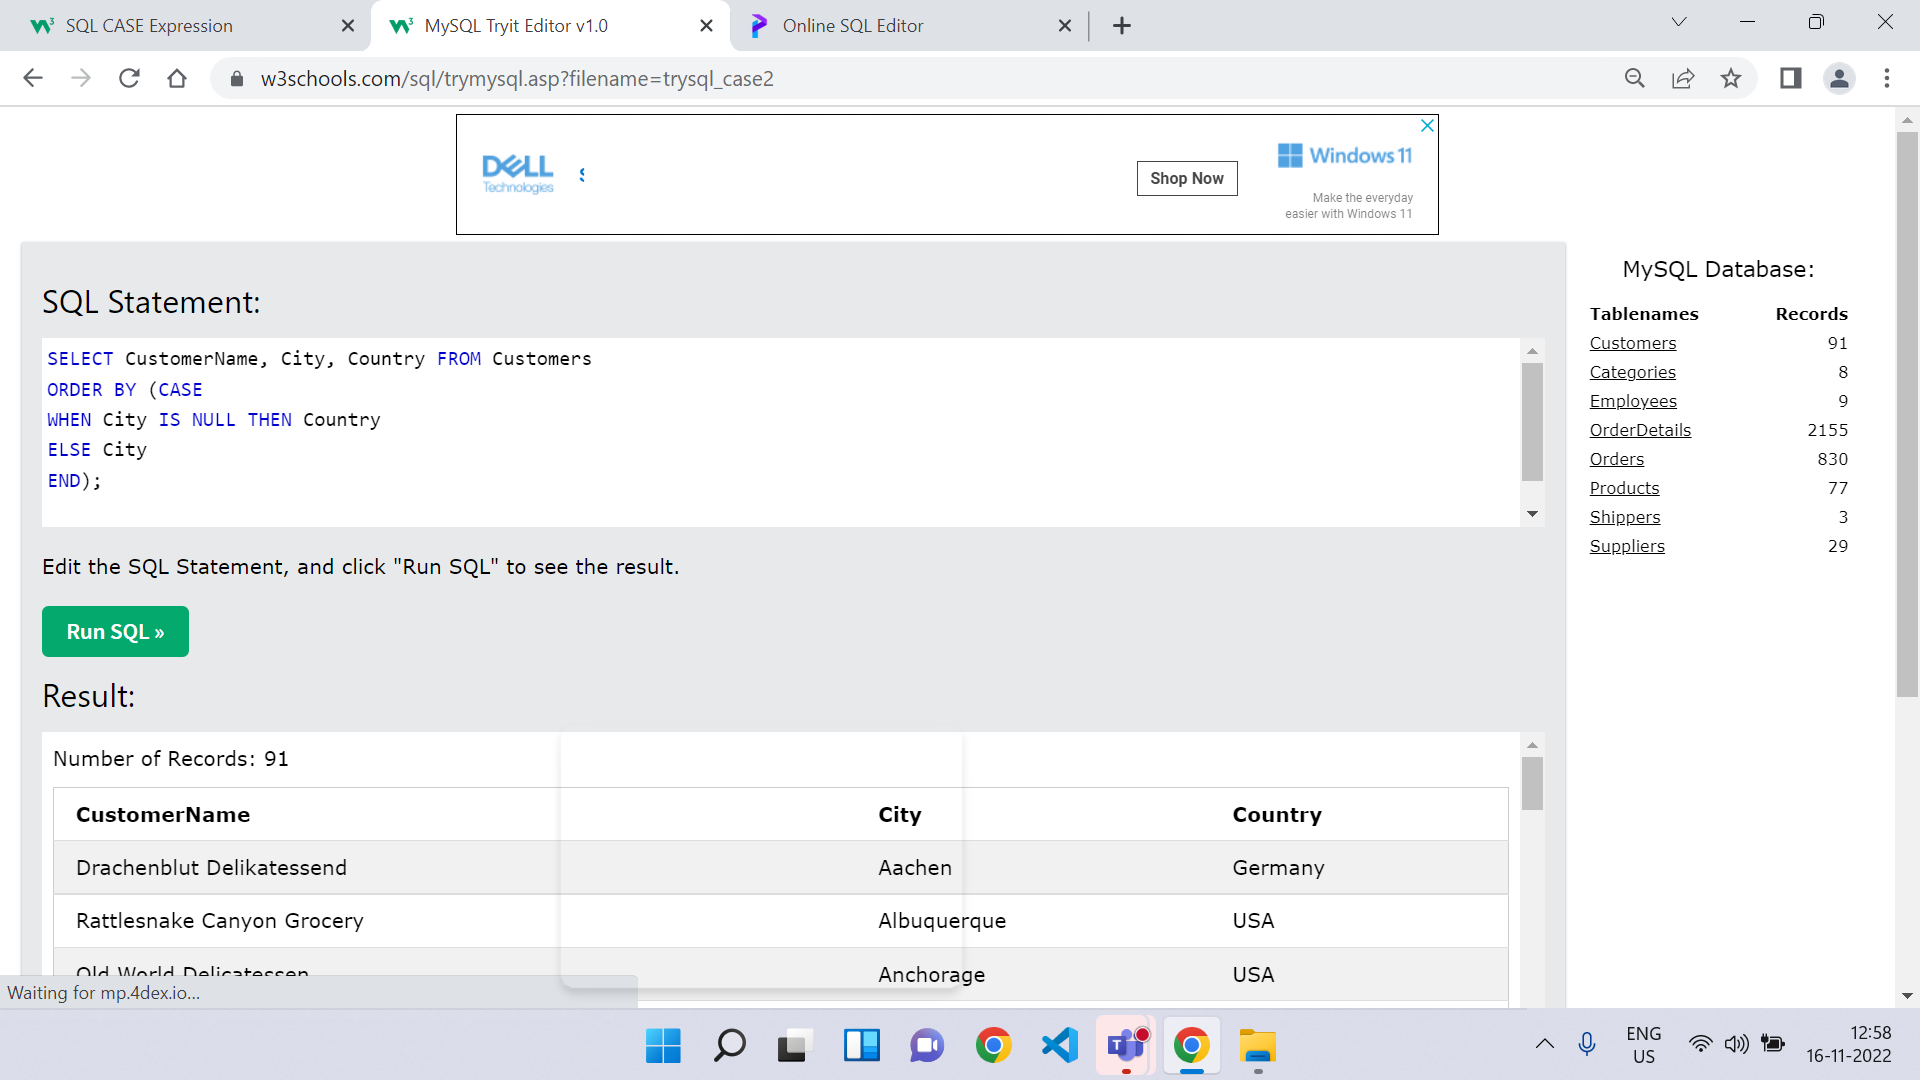 SQL CASE Expression
MySQL Tryit Editor v1.0
Online SQL Editor
w3schools.com/sql/trymysql.asp?filename=trysql_case2
DELL
Technologies
Shop Now
Windows 11
Make the everyday
easier with Windows 11
SQL Statement:
SELECT CustomerName, City, Country FROM Customers
ORDER BY (CASE
WHEN City IS NULL THEN Country
ELSE City
END);
Edit the SQL Statement, and click "Run SQL" to see the result.
Run SQL »
Result:
Number of Records: 91
CustomerName City Country
Drachenblut Delikatessend Aachen Germany
Rattlesnake Canyon Grocery Albuquerque USA
Old World Delicatessen Anchorage USA
Waiting for mp.4dex.io...
MySQL Database:
Tablenames Records
Customers 91
Categories 8
Employees 9
OrderDetails 2155
Orders 830
Products 77
Shippers 3
Suppliers 29
ENG
US
12:58
16-11-2022